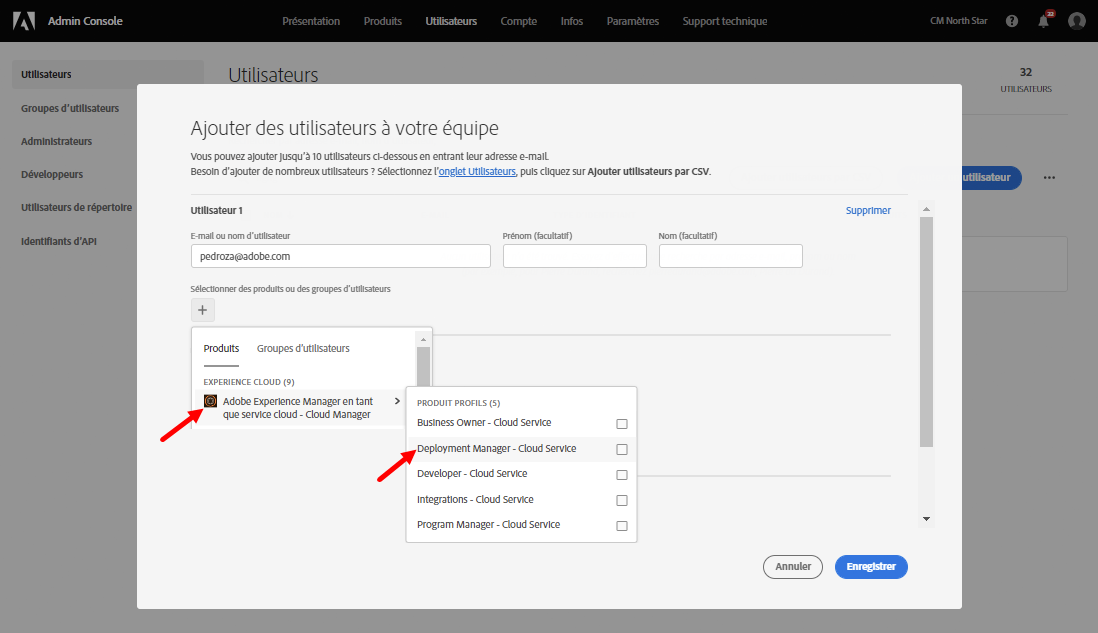 Admin Console
Présentation
Produits
Utilisateurs
Compte
Infos
Paramètres
Support technique
CM North Star
22
Utilisateurs
Groupes d'utilisateurs
Administrateurs
Développeurs
Utilisateurs de répertoire
Identifiants d'API
Utilisateurs
32
UTILISATEURS
utilisateur
Ajouter des utilisateurs à votre équipe
Vous pouvez ajouter jusqu'à 10 utilisateurs ci-dessous en entrant leur adresse e-mail.
Besoin d'ajouter de nombreux utilisateurs ? Sélectionnez l'onglet Utilisateurs, puis cliquez sur Ajouter utilisateurs par CSV.
Utilisateur 1
Supprimer
E-mail ou nom d'utilisateur
Prénom (facultatif)
Nom (facultatif)
pedroza@adobe.com
Sélectionner des produits ou des groupes d'utilisateurs
Produits
Groupes d'utilisateurs
EXPERIENCE CLOUD (9)
Adobe Experience Manager en tant
que service cloud - Cloud Manager
PRODUIT PROFILS (5)
Business Owner - Cloud Service
Deployment Manager - Cloud Service
Developer - Cloud Service
Integrations - Cloud Service
Program Manager - Cloud Service
Annuler
Enregistrer